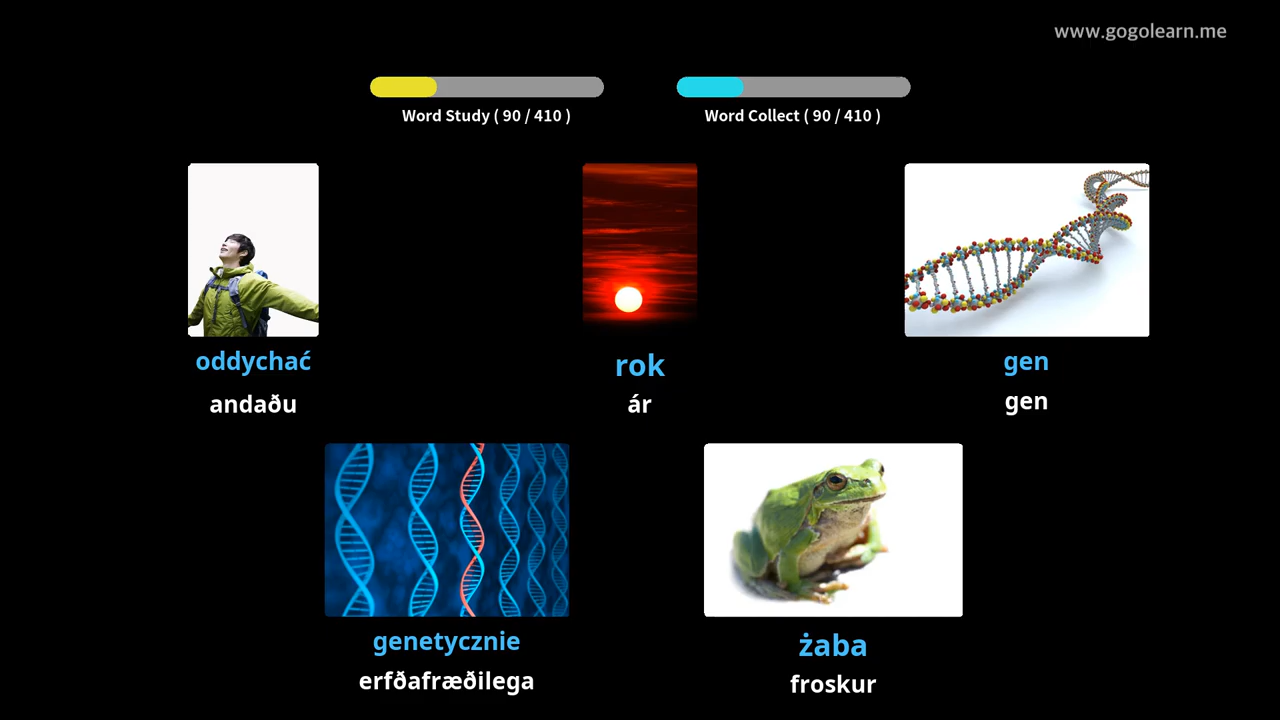 www.gogolearn.me
Word Study ( 90 / 410 )
Word Collect ( 90 / 410 )
oddychać
andaðu
rok
ár
gen
gen
genetycznie
erfðafræðilega
żaba
froskur